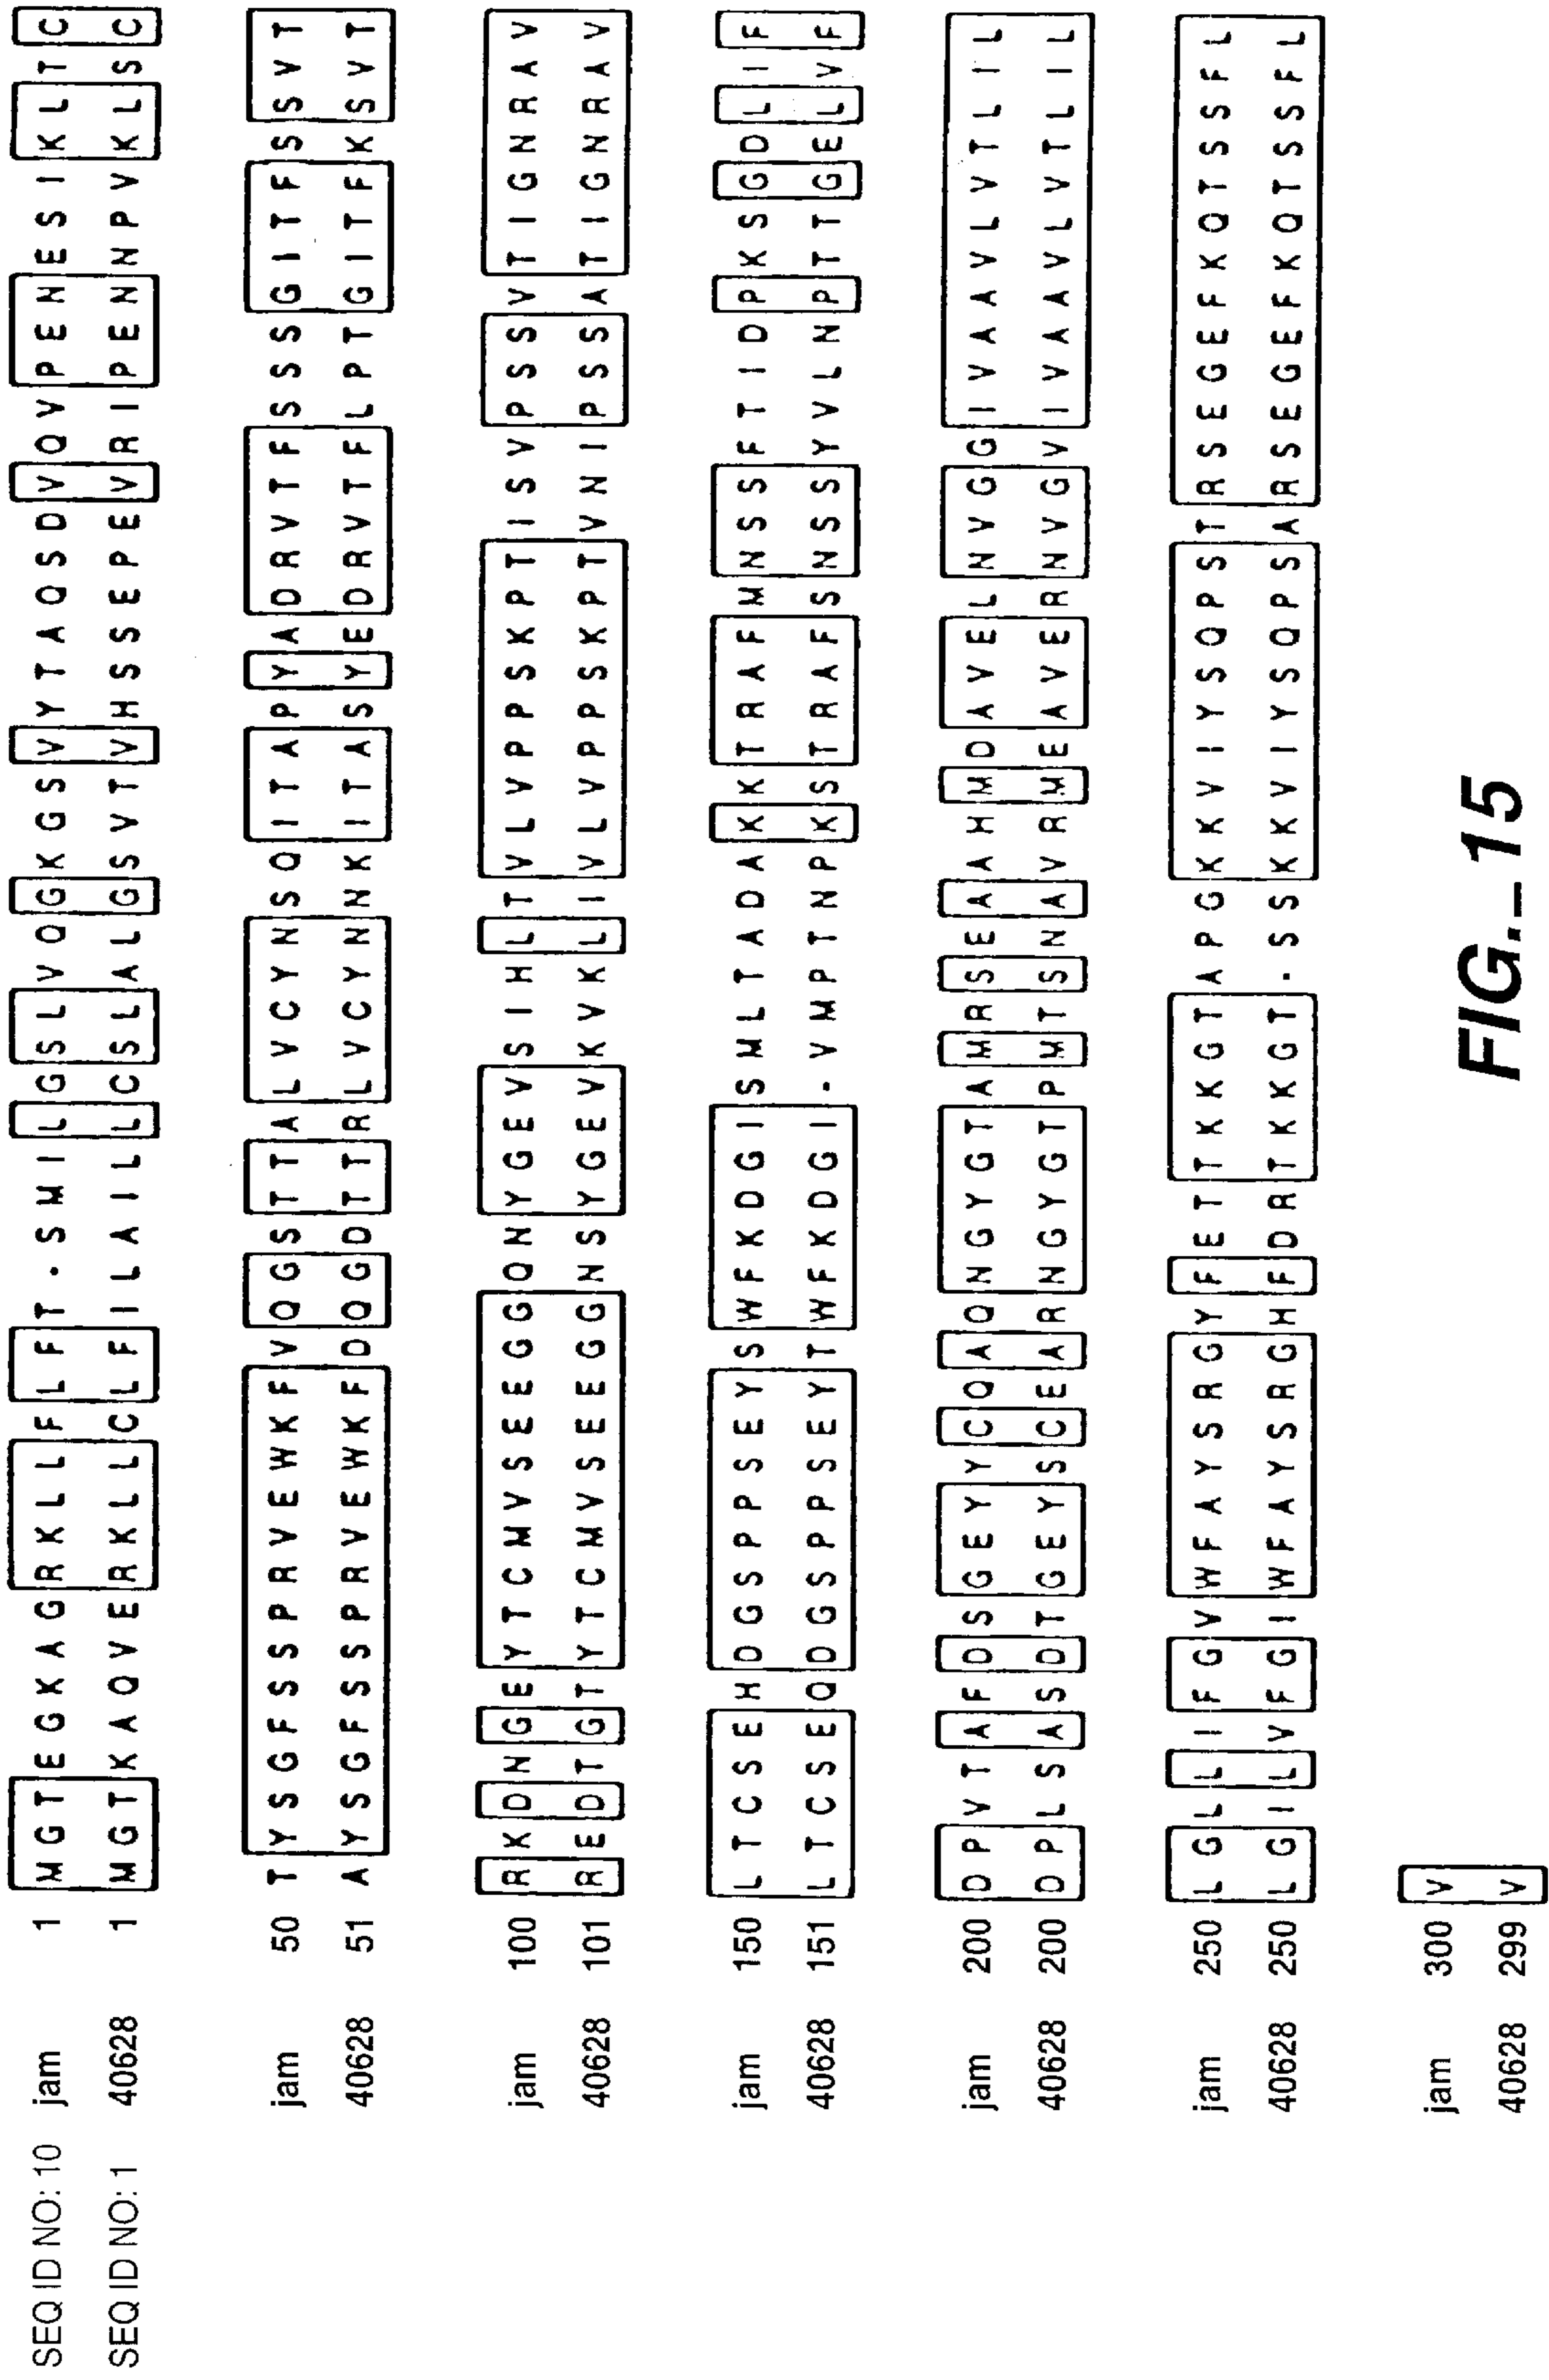 SEQ ID NO: 10 jam 1 M G T E G K A G R K L L F L F T . S M I L G S L V Q G K G S V Y T A Q S D V Q V P E N E S I K L T C
SEQ ID NO: 1 40628 1 M G T K A Q V E R K L L C L F I L A I L L C S L A L G S V T V H S S E P E V R I P E N N P V K L S C
jam 50 T Y S G F S S P R V E W K F V Q G S T T A L V C Y N S Q I T A P Y A D R V T F S S S G I T F S S V T
40628 51 A Y S G F S S P R V E W K F D Q G D T T R L V C Y N N K I T A S Y E D R V T F L P T G I T F K S V T
jam 100 R K D N G E Y T C M V S E E G G Q N Y G E V S I H L T V L V P P S K P T I S V P S S V T I G N R A V
40628 101 R E D T G T Y T C M V S E E G G N S Y G E V K V K L I V L V P P S K P T V N I P S S A T I G N R A V
jam 150 L T C S E H D G S P P S E Y S W F K D G I S M L T A D A K K T R A F M N S S F T I D P K S G D L I F
40628 151 L T C S E Q D G S P P S E Y T W F K D G I . V M P T N P K S T R A F S N S S Y V L N P T T G E L V F
jam 200 D P V T A F D S G E Y Y C Q A Q N G Y G T A M R S E A A H M D A V E L N V G G I V A A V L V T L I L
40628 200 D P L S A S D T G E Y S C E A R N G Y G T P M T S N A V R M E A V E R N V G V I V A A V L V T L I L
jam 250 L G L L I F G V W F A Y S R G Y F E T T K K G T A P G K K V I Y S Q P S T R S E G E F K Q T S S F L
40628 250 L G I L V F G I W F A Y S R G H F D R T K K G T . S S K K V I Y S Q P S A R S E G E F K Q T S S F L
jam 300 V
40628 299 V
FIG._15